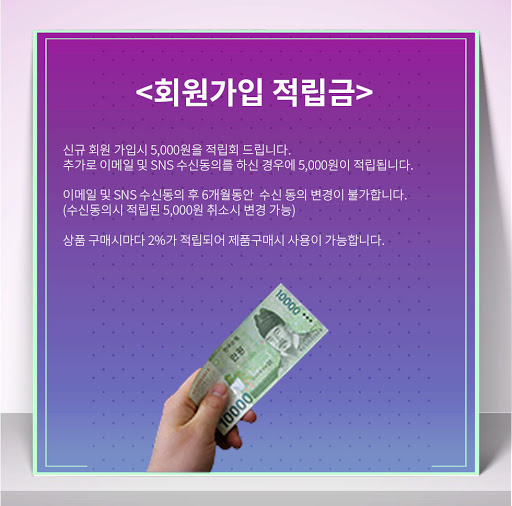 <회원가입 적립금>
신규 회원 가입시 5,000원을 적립회 드립니다.
추가로 이메일 및 SNS 수신동의를 하신 경우에 5,000원이 적립됩니다.
이메일 및 SNS 수신동의 후 6개월동안 수신 동의 변경이 불가합니다.
(수신동의시 적립된 5,000원 취소시 변경 가능)
상품 구매시마다 2%가 적립되어 제품구매시 사용이 가능합니다.
10000
한국은행
만원
10000